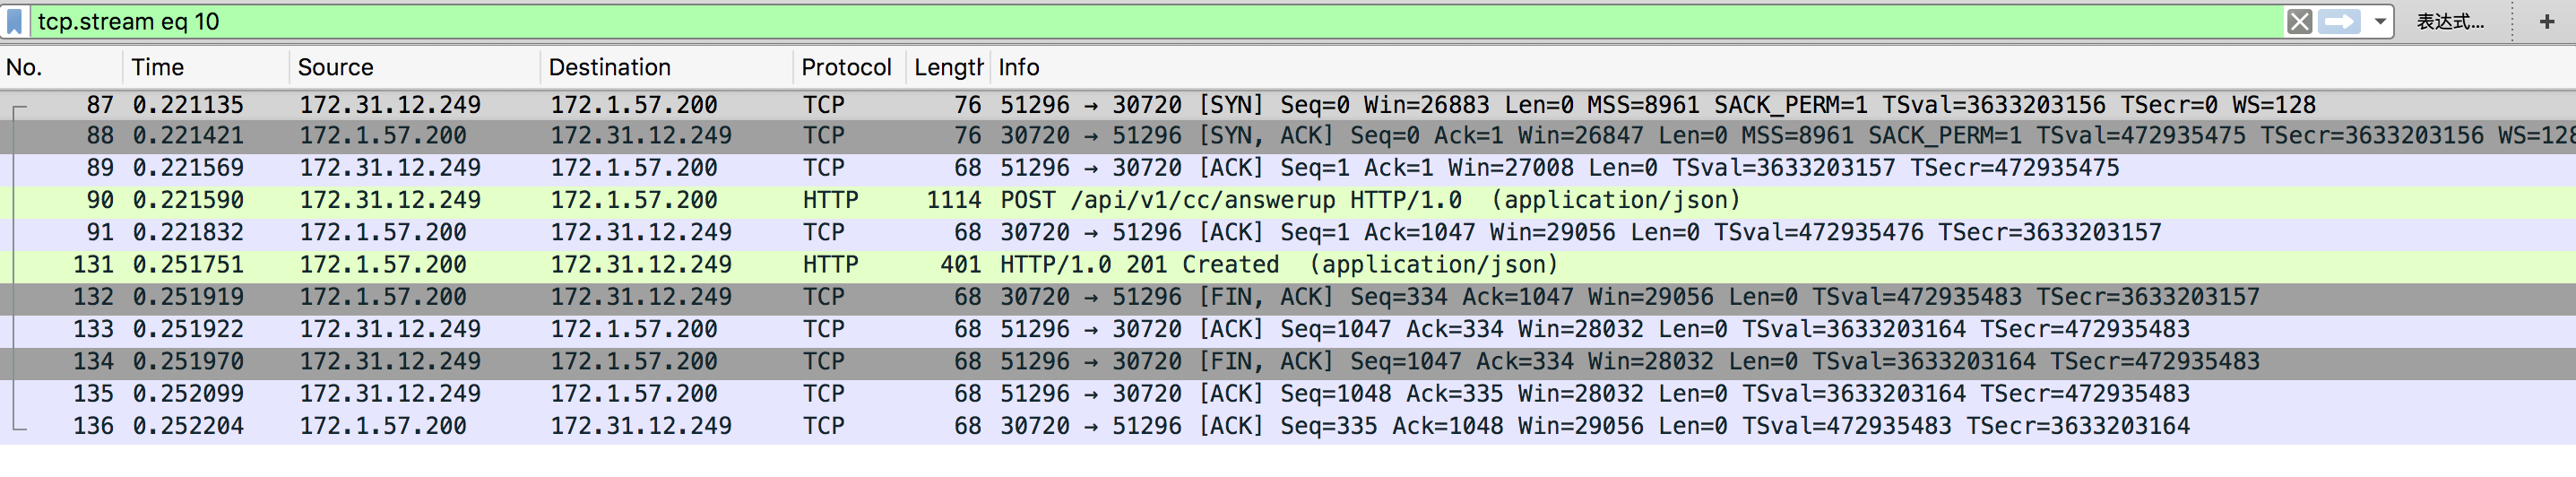 tcp.stream eq 10 表达式… +
No. Time Source Destination Protocol Length Info
87 0.221135 172.31.12.249 172.1.57.200 TCP 76 51296 → 30720 [SYN] Seq=0 Win=26883 Len=0 MSS=8961 SACK_PERM=1 TSval=3633203156 TSecr=0 WS=128
88 0.221421 172.1.57.200 172.31.12.249 TCP 76 30720 → 51296 [SYN, ACK] Seq=0 Ack=1 Win=26847 Len=0 MSS=8961 SACK_PERM=1 TSval=472935475 TSecr=3633203156 WS=128
89 0.221569 172.31.12.249 172.1.57.200 TCP 68 51296 → 30720 [ACK] Seq=1 Ack=1 Win=27008 Len=0 TSval=3633203157 TSecr=472935475
90 0.221590 172.31.12.249 172.1.57.200 HTTP 1114 POST /api/v1/cc/answerup HTTP/1.0 (application/json)
91 0.221832 172.1.57.200 172.31.12.249 TCP 68 30720 → 51296 [ACK] Seq=1 Ack=1047 Win=29056 Len=0 TSval=472935476 TSecr=3633203157
131 0.251751 172.1.57.200 172.31.12.249 HTTP 401 HTTP/1.0 201 Created (application/json)
132 0.251919 172.1.57.200 172.31.12.249 TCP 68 30720 → 51296 [FIN, ACK] Seq=334 Ack=1047 Win=29056 Len=0 TSval=472935483 TSecr=3633203157
133 0.251922 172.31.12.249 172.1.57.200 TCP 68 51296 → 30720 [ACK] Seq=1047 Ack=334 Win=28032 Len=0 TSval=3633203164 TSecr=472935483
134 0.251970 172.31.12.249 172.1.57.200 TCP 68 51296 → 30720 [FIN, ACK] Seq=1047 Ack=334 Win=28032 Len=0 TSval=3633203164 TSecr=472935483
135 0.252099 172.31.12.249 172.1.57.200 TCP 68 51296 → 30720 [ACK] Seq=1048 Ack=335 Win=28032 Len=0 TSval=3633203164 TSecr=472935483
136 0.252204 172.1.57.200 172.31.12.249 TCP 68 30720 → 51296 [ACK] Seq=335 Ack=1048 Win=29056 Len=0 TSval=472935483 TSecr=3633203164